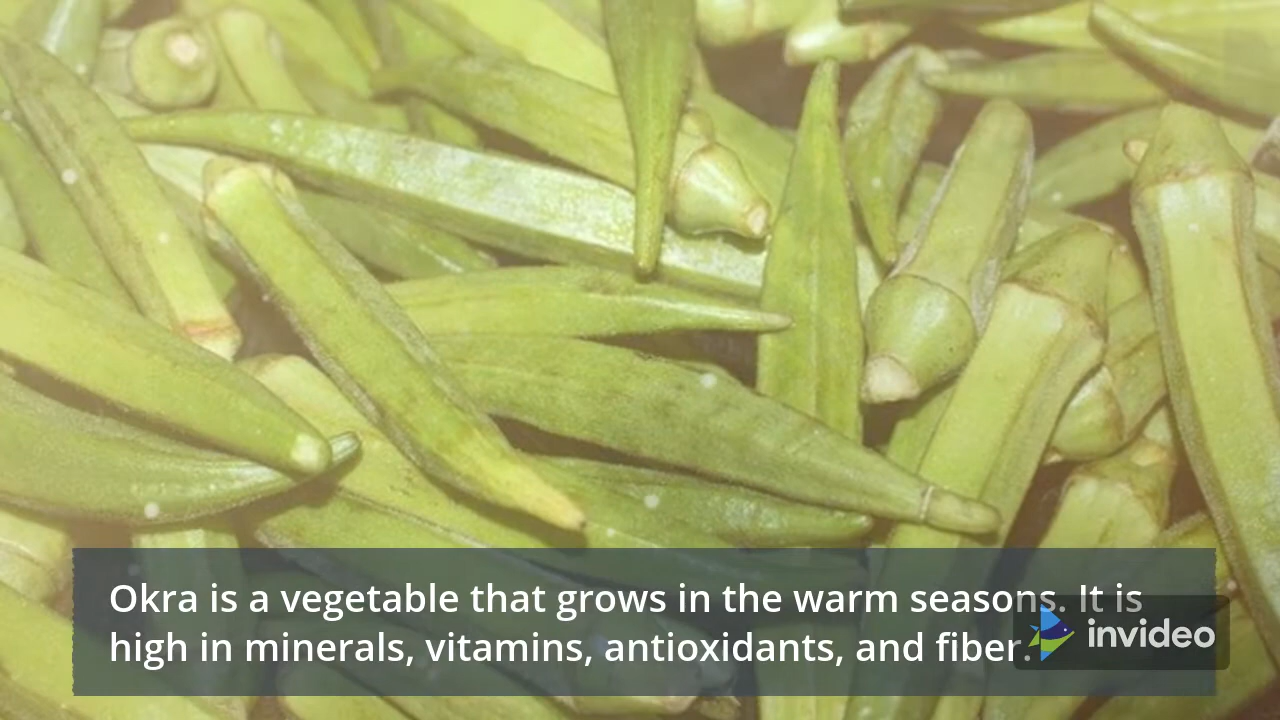 Okra is a vegetable that grows in the warm seasons. It is
high in minerals, vitamins, antioxidants, and fiber.
invideo